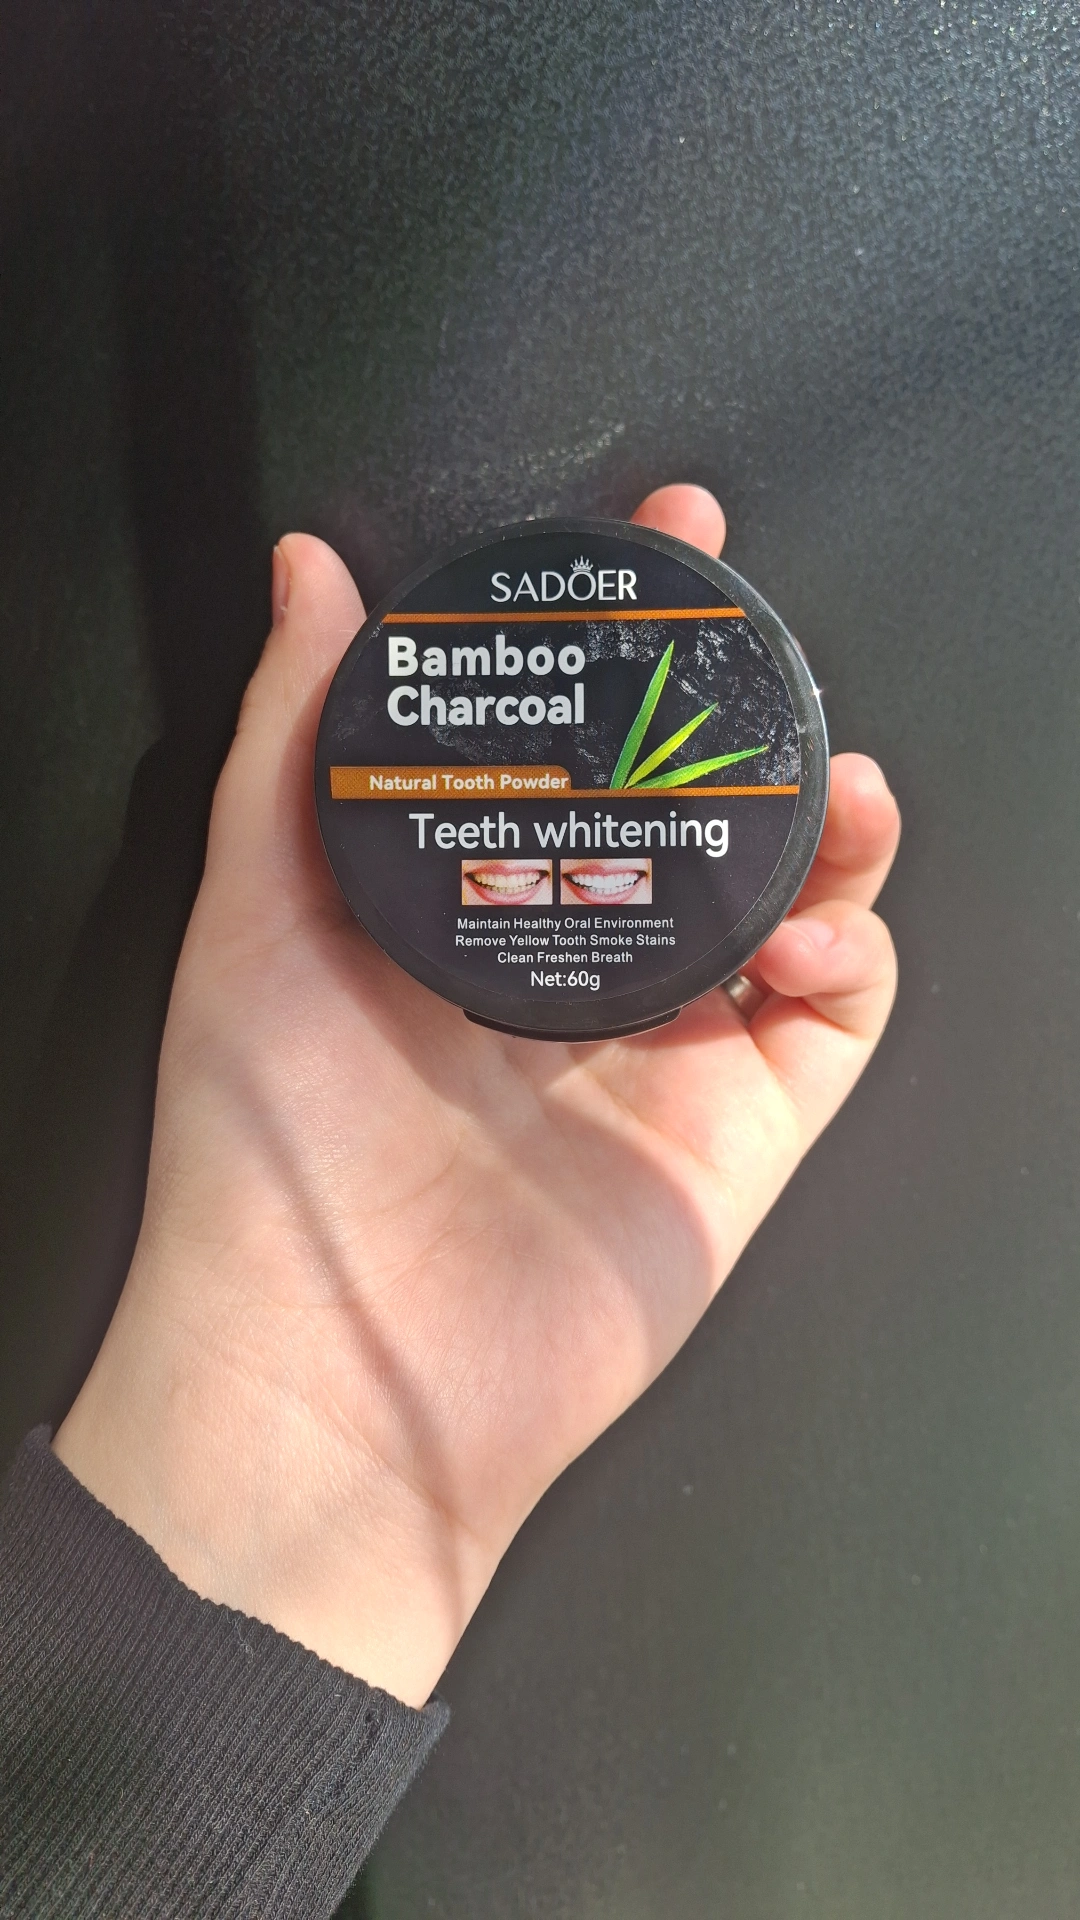 SADOER
Bamboo
Charcoal
Natural Tooth Powder
Teeth whitening
Maintain Healthy Oral Environment
Remove Yellow Tooth Smoke Stains
Clean Freshen Breath
Net:60g